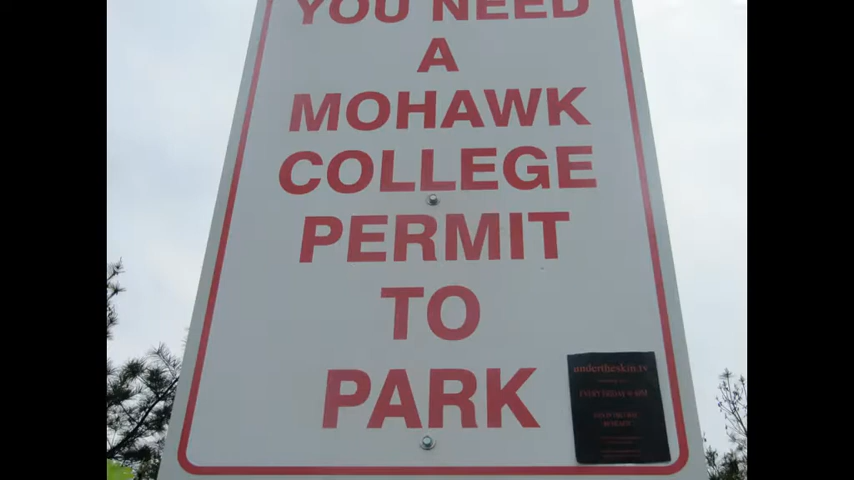 YOU NEED
A
MOHAWK
COLLEGE
PERMIT
TO
PARK
undertheskin.tv